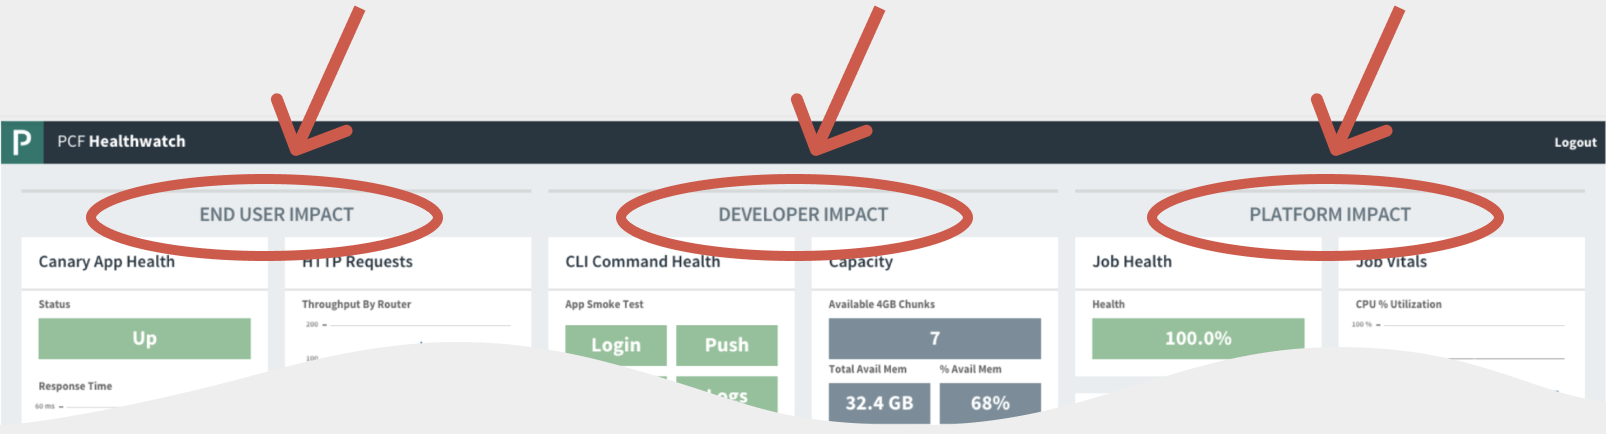 P PCF Healthwatch Logout
END USER IMPACT DEVELOPER IMPACT PLATFORM IMPACT
Canary App Health HTTP Requests CLI Command Health Capacity Job Health Job Vitals
Status Throughput By Router App Smoke Test Available 4GB Chunks Health CPU % Utilization
200 100 %
Up Login Push 7 100.0%
100
Total Avail Mem % Avail Mem
Response Time
Logs 32.4 GB 68%
60 ms